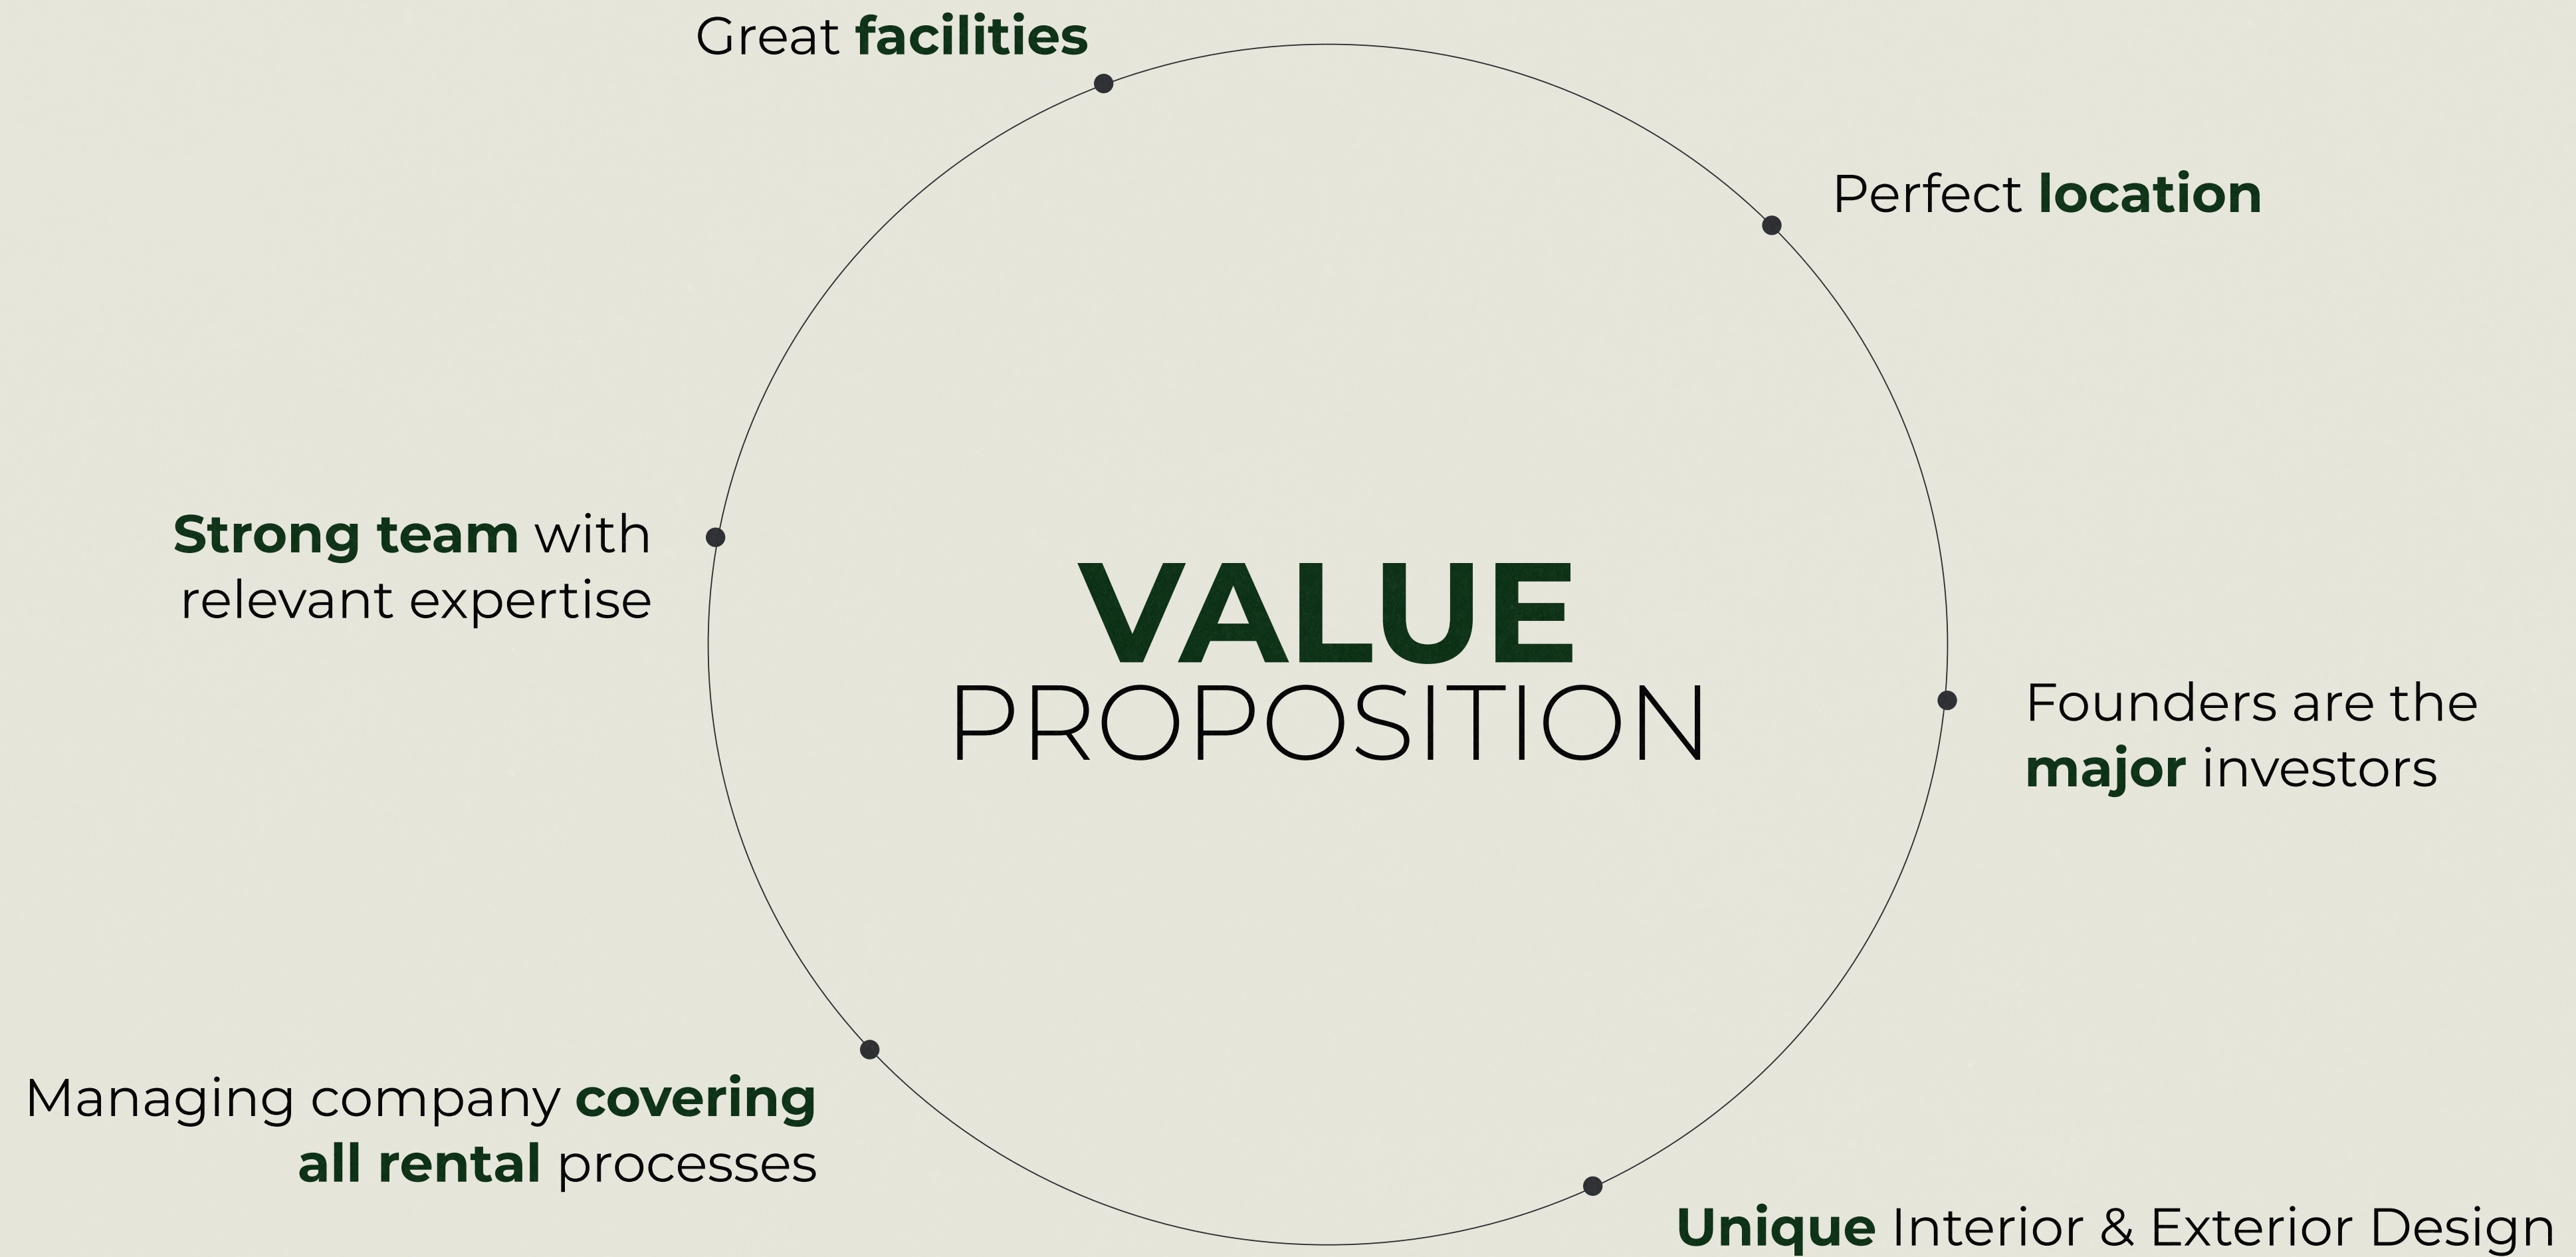 Great facilities
Perfect location
Strong team with
relevant expertise
VALUE
PROPOSITION
Founders are the
major investors
Managing company covering
all rental processes
Unique Interior & Exterior Design